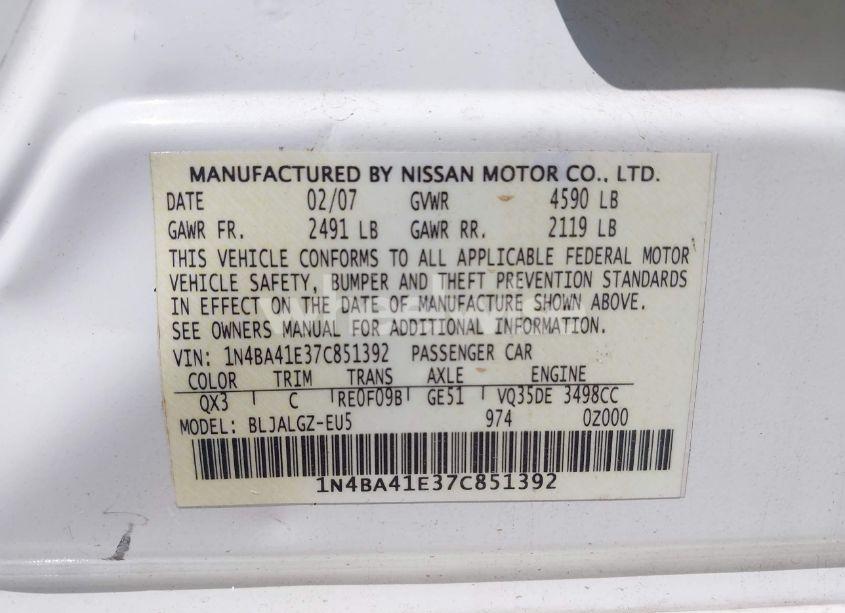 MANUFACTURED BY NISSAN MOTOR CO., LTD.
DATE 02/07 GVWR 4590 LB
GAWR FR. 2491 LB GAWR RR. 2119 LB
THIS VEHICLE CONFORMS TO ALL APPLICABLE FEDERAL MOTOR
VEHICLE SAFETY, BUMPER AND THEFT PREVENTION STANDARDS
IN EFFECT ON THE DATE OF MANUFACTURE SHOWN ABOVE.
SEE OWNERS MANUAL FOR ADDITIONAL INFORMATION.
VIN: 1N4BA41E37C851392 PASSENGER CAR
COLOR TRIM TRANS AXLE ENGINE
QX3 C RE0F09B GE51 VQ35DE 3498CC
MODEL: BLJALGZ-EU5 974 0Z000
1N4BA41E37C851392